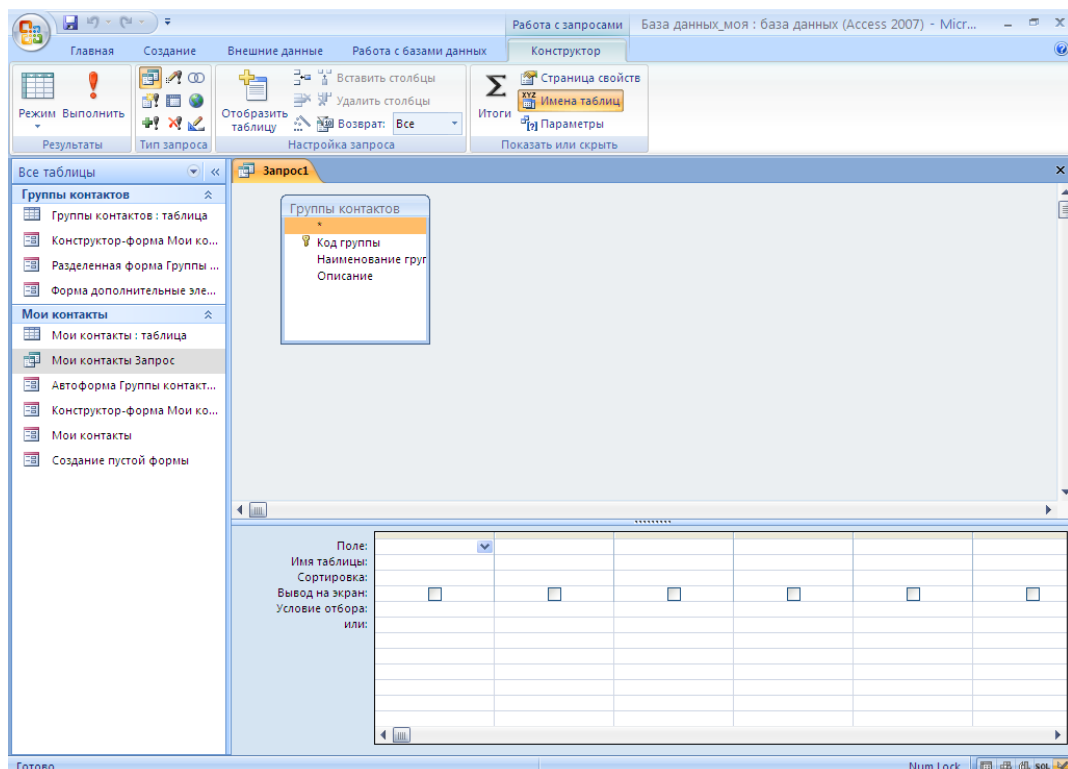 Работа с запросами
База данных_моя : база данных (Access 2007) - Micr...
Главная
Создание
Внешние данные
Работа с базами данных
Конструктор
Режим
Выполнить
Результаты
Тип запроса
Отобразить таблицу
Вставить столбцы
Удалить столбцы
Возврат: Все
Настройка запроса
Итоги
Страница свойств
XYZ
Имена таблиц
[?] Параметры
Показать или скрыть
Все таблицы
Группы контактов
Группы контактов : таблица
Конструктор-форма Мои ко...
Разделенная форма Группы ...
Форма дополнительные эле...
Мои контакты
Мои контакты : таблица
Мои контакты Запрос
Автоформа Группы контакт...
Конструктор-форма Мои ко...
Мои контакты
Создание пустой формы
Запрос1
Группы контактов
*
Код группы
Наименование груп
Описание
Поле:
Имя таблицы:
Сортировка:
Вывод на экран:
Условие отбора:
или:
Готово
Num Lock
SQL